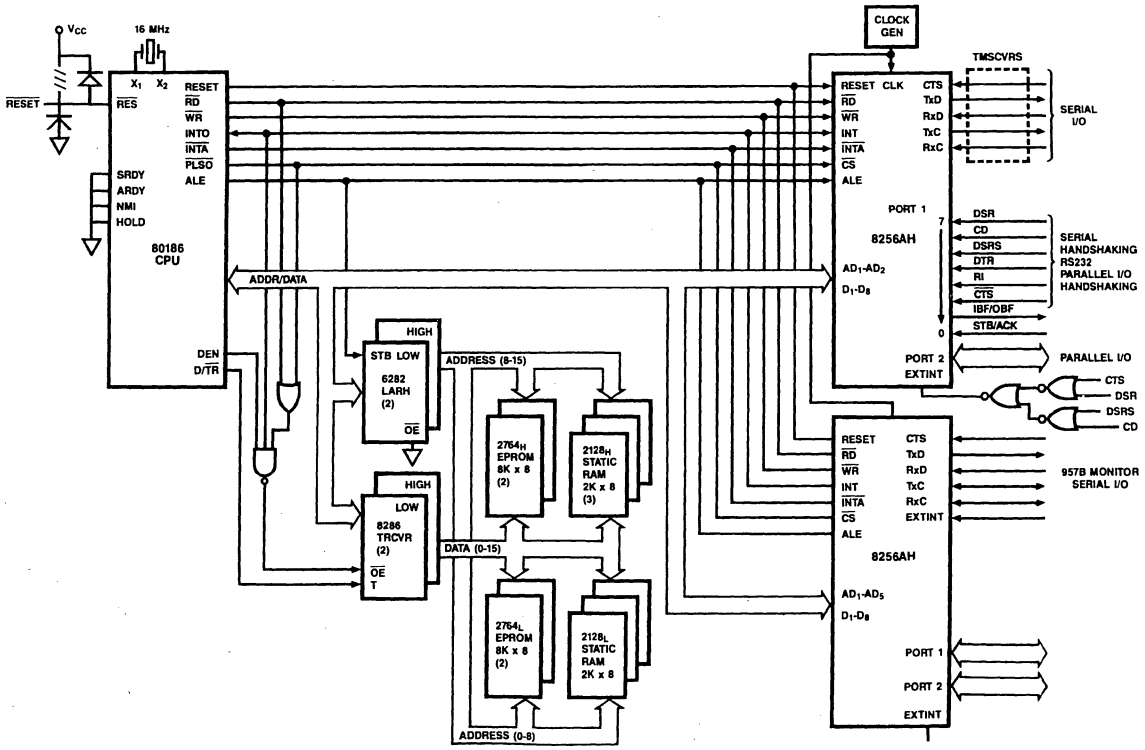 VCC
16 MHz
X1 X2
RESET
RES
SRDY
ARDY
NMI
HOLD
80186
CPU
DEN
D/TR
RESET
RD
WR
INTO
INTA
PLSO
ALE
ADDR/DATA
HIGH
STB LOW
6282
LARH
(2)
OE
HIGH
LOW
8286
TRCVR
(2)
OE
T
ADDRESS (8-15)
2764H
EPROM
8K x 8
(2)
2128H
STATIC
RAM
2K x 8
(3)
DATA (0-15)
2764L
EPROM
8K x 8
(2)
2128L
STATIC
RAM
2K x 8
ADDRESS (0-8)
CLOCK
GEN
RESET CLK
RD
WR
INT
INTA
CS
ALE
CTS
TxD
RxD
TxC
RxC
TMSCVRS
SERIAL
I/O
PORT 1
7
8256AH
AD1-AD2
D1-D8
0
PORT 2
EXTINT
DSR
CD
DSRS
DTR
RI
CTS
IBF/OBF
STB/ACK
SERIAL
HANDSHAKING
RS232
PARALLEL I/O
HANDSHAKING
PARALLEL I/O
CTS
DSR
DSRS
CD
RESET
RD
WR
INT
INTA
CS
ALE
CTS
TxD
RxD
TxC
RxC
EXTINT
957B MONITOR
SERIAL I/O
8256AH
AD1-AD5
D1-D8
PORT 1
PORT 2
EXTINT